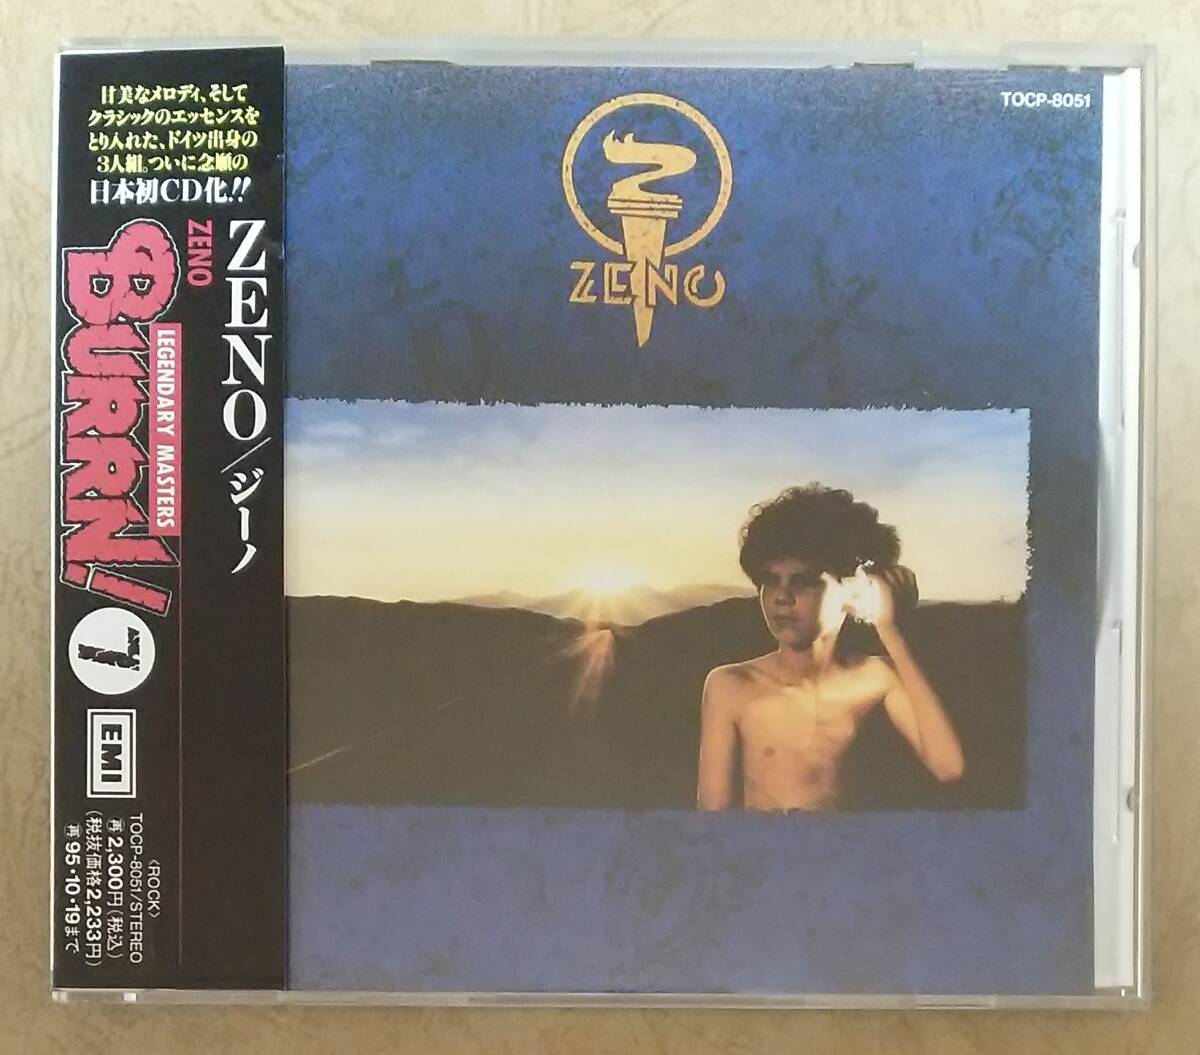 甘美なメロディ、そして
クラシックのエッセンスを
とり入れた、ドイツ出身の
3人組。ついに念願の
日本初CD化!!
ZENO/ジーノ
ZENO
LEGENDARY MASTERS
BURRN!
EMI
〈ROCK〉
TOCP-8051/STEREO
再2,300円(税込)
(税抜価格2,233円)
再95・10・19まで
TOCP-8051
ZENO